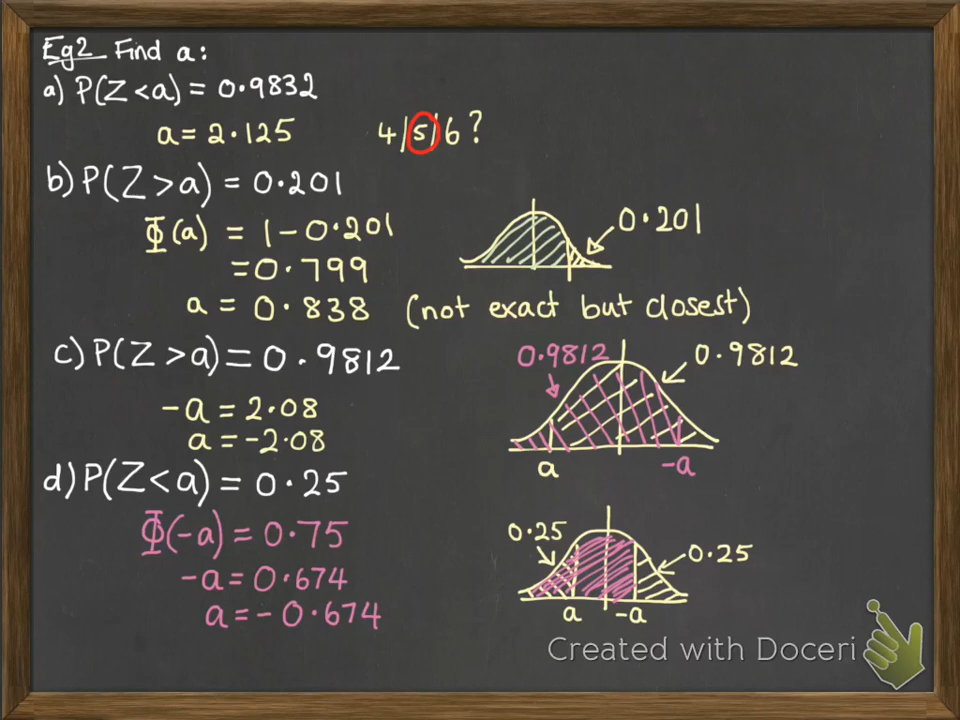 Eg2 Find a:
a) P(Z<a) = 0.9832
a = 2.125 4/5/6?
b) P(Z>a) = 0.201
Φ(a) = 1-0.201
0.201
= 0.799
a = 0.838 (not exact but closest)
c) P(Z>a) = 0.9812
0.9812 0.9812
-a = 2.08
a = -2.08
a -a
d) P(Z<a) = 0.25
Φ(-a) = 0.75
0.25 0.25
-a = 0.674
a = - 0.674
a -a
Created with Doceri